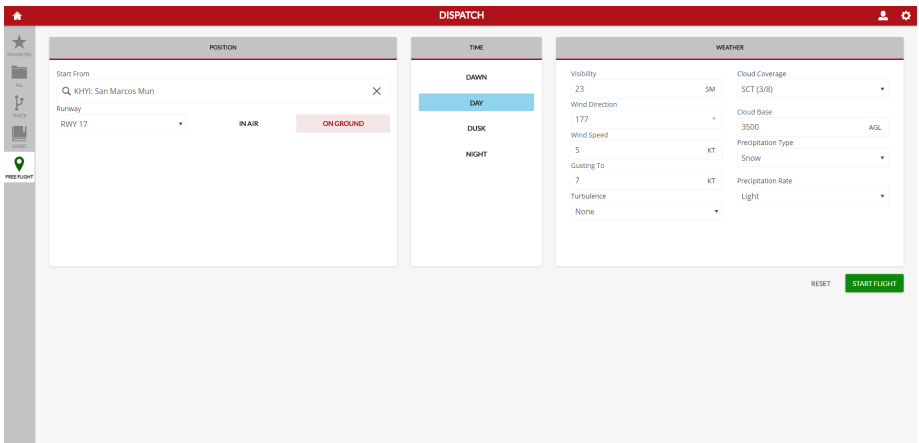 DISPATCH
FAVORITES
ALL
TRACK
SAVED
FREE FLIGHT
POSITION
Start From
KHYI: San Marcos Mun
Runway
RWY 17
IN AIR
ON GROUND
TIME
DAWN
DAY
DUSK
NIGHT
WEATHER
Visibility
23 SM
Wind Direction
177 °
Wind Speed
5 KT
Gusting To
7 KT
Turbulence
None
Cloud Coverage
SCT (3/8)
Cloud Base
3500 AGL
Precipitation Type
Snow
Precipitation Rate
Light
RESET
START FLIGHT